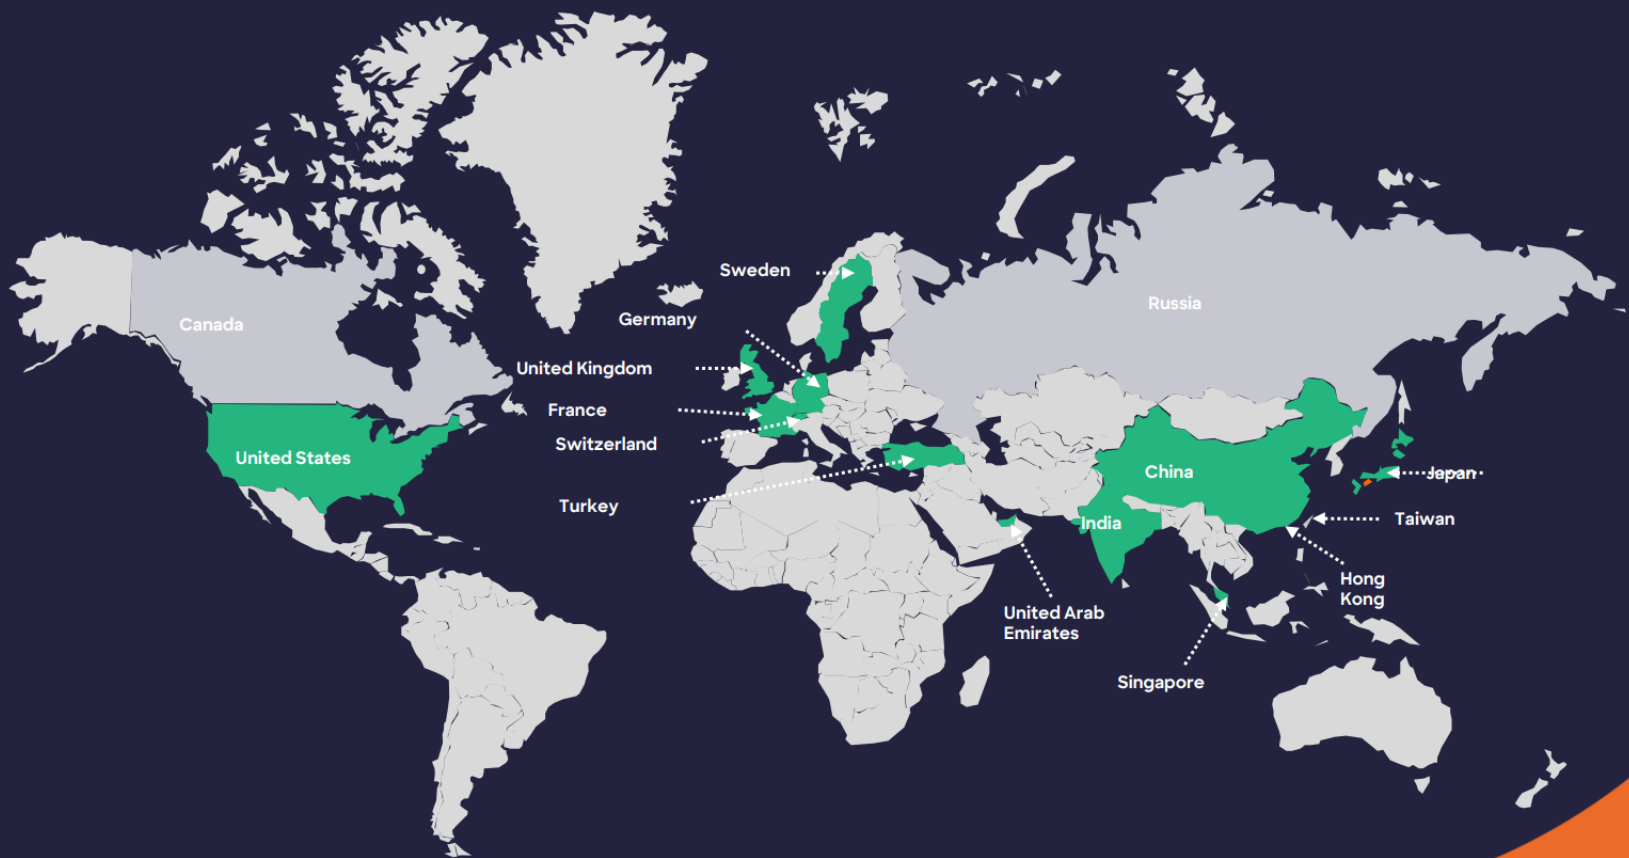 Sweden
Germany
Russia
Canada
United Kingdom
France
Switzerland
United States
China
Japan
Turkey
Taiwan
India
Hong
Kong
United Arab
Emirates
Singapore